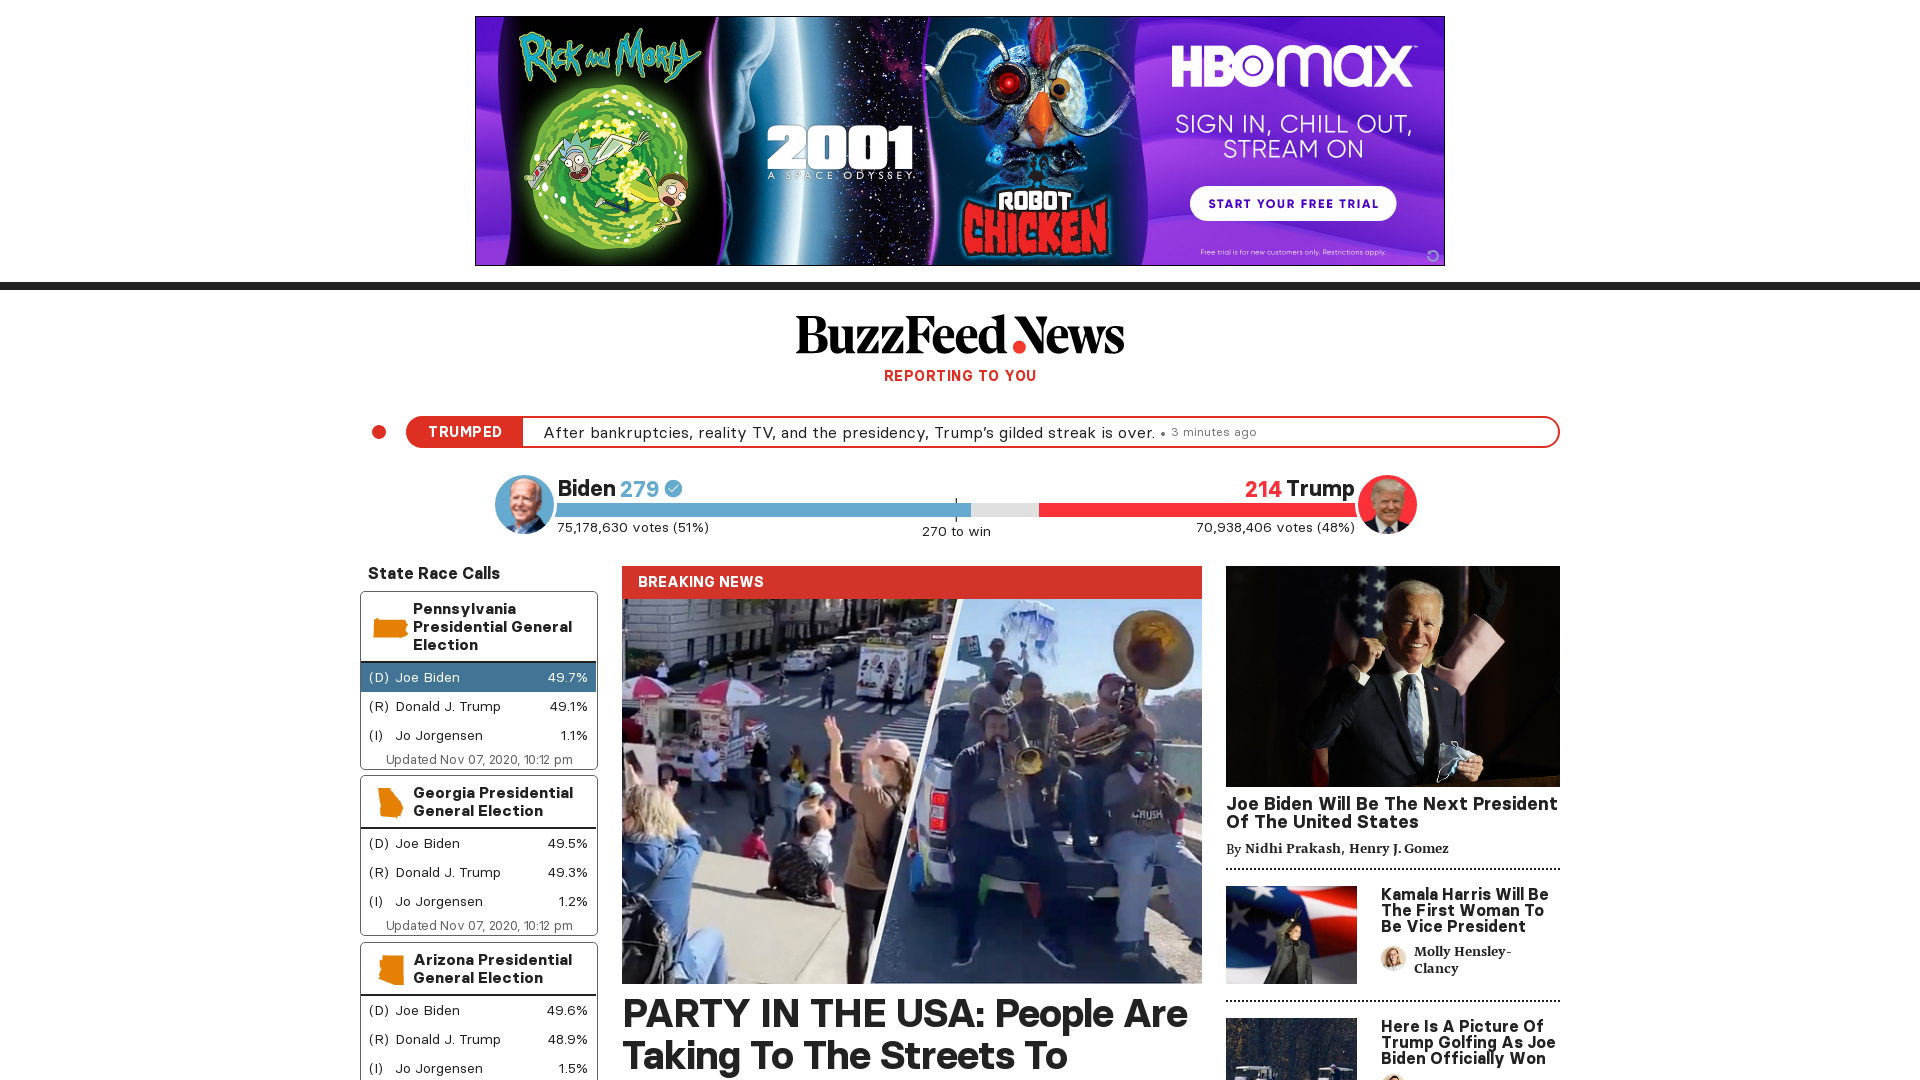 Rick and Morty
2001
A SPACE ODYSSEY
ROBOT
CHICKEN
HBOMAX
SIGN IN, CHILL OUT,
STREAM ON
START YOUR FREE TRIAL
Free trial is for new customers only. Restrictions apply.
BuzzFeed News
REPORTING TO YOU
TRUMPED
After bankruptcies, reality TV, and the presidency, Trump’s gilded streak is over. • 3 minutes ago
Biden 279
214 Trump
75,178,630 votes (51%)
270 to win
70,938,406 votes (48%)
State Race Calls
Pennsylvania
Presidential General
Election
(D) Joe Biden 49.7%
(R) Donald J. Trump 49.1%
(I) Jo Jorgensen 1.1%
Updated Nov 07, 2020, 10:12 pm
Georgia Presidential
General Election
(D) Joe Biden 49.5%
(R) Donald J. Trump 49.3%
(I) Jo Jorgensen 1.2%
Updated Nov 07, 2020, 10:12 pm
Arizona Presidential
General Election
(D) Joe Biden 49.6%
(R) Donald J. Trump 48.9%
(I) Jo Jorgensen 1.5%
BREAKING NEWS
CRUSH
PARTY IN THE USA: People Are
Taking To The Streets To
Joe Biden Will Be The Next President
Of The United States
By Nidhi Prakash, Henry J. Gomez
Kamala Harris Will Be
The First Woman To
Be Vice President
Molly Hensley-
Clancy
Here Is A Picture Of
Trump Golfing As Joe
Biden Officially Won